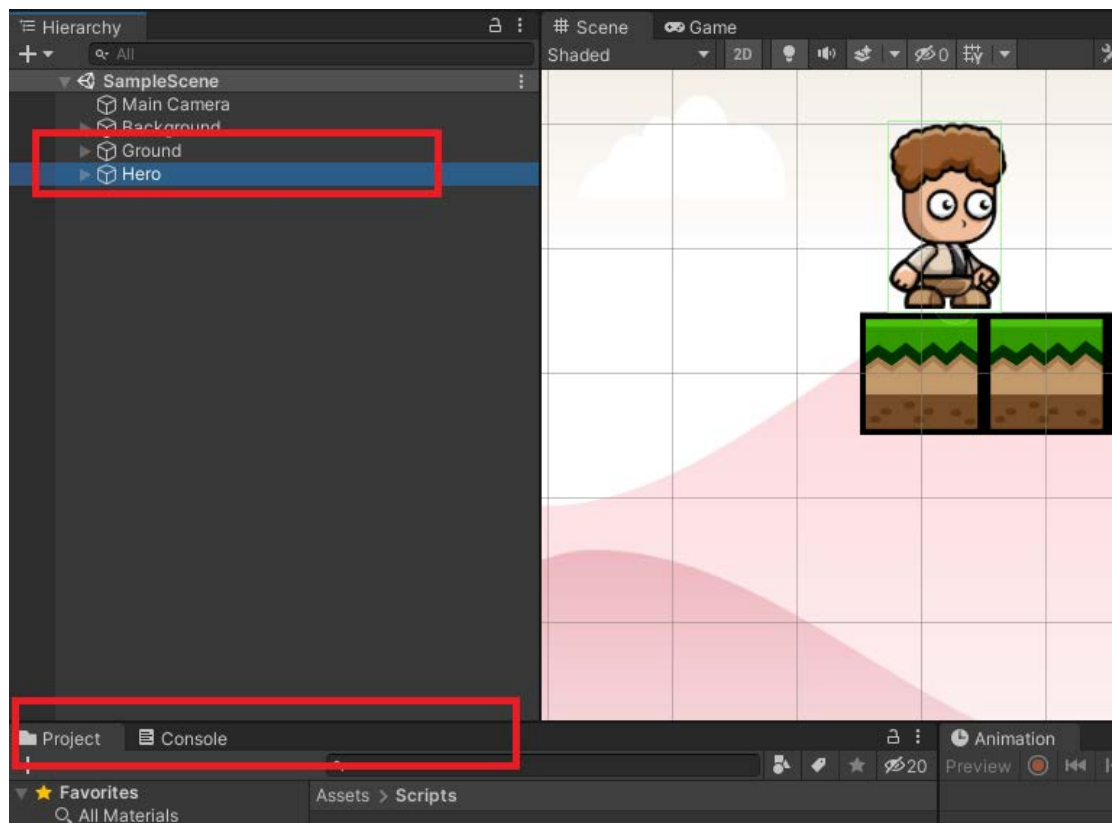 Hierarchy
All
SampleScene
Main Camera
Background
Ground
Hero
Scene Game
Shaded 2D 0
Project Console
20
Animation
Preview
Favorites
All Materials
Assets > Scripts